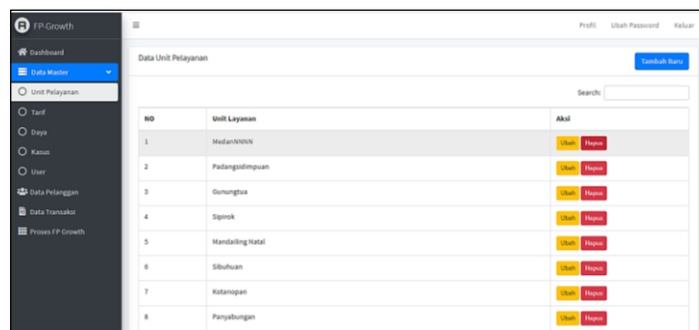 FP-Growth
Profil Ubah Password Keluar
Dashboard
Data Master
Unit Pelayanan
Tarif
Daya
Kasus
User
Data Pelanggan
Data Transaksi
Proses FP Growth
Data Unit Pelayanan
Tambah Baru
Search:
NO Unit Layanan Aksi
1 MedanNNNN Ubah Hapus
2 Padangsidimpuan Ubah Hapus
3 Gunungtua Ubah Hapus
4 Sipirok Ubah Hapus
5 Mandailing Natal Ubah Hapus
6 Sibuhuan Ubah Hapus
7 Kotanopan Ubah Hapus
8 Panyabungan Ubah Hapus